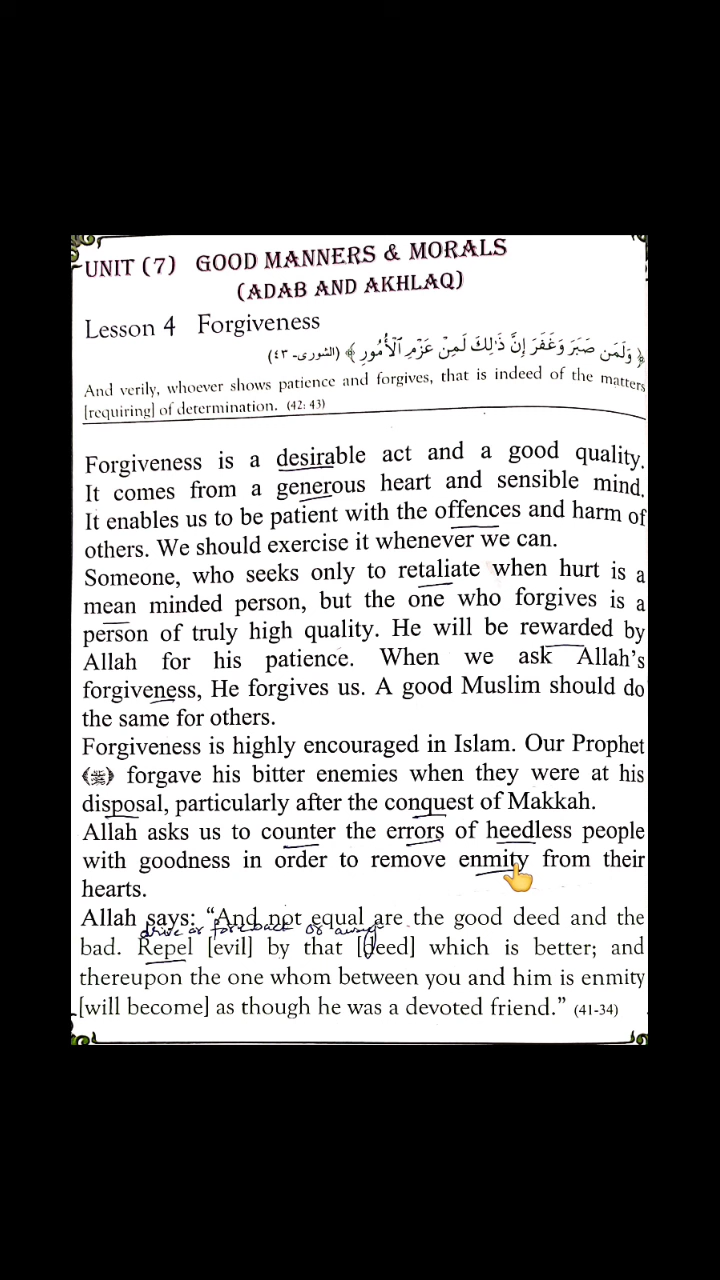 UNIT (7) GOOD MANNERS & MORALS
(ADAB AND AKHLAQ)
Lesson 4 Forgiveness
﴿ وَلَمَن صَبَرَ وَغَفَرَ إِنَّ ذَٰلِكَ لَمِنْ عَزْمِ ٱلْأُمُورِ ﴾ (الشورى- ٤٣)
And verily, whoever shows patience and forgives, that is indeed of the matters
[requiring] of determination. (42: 43)
Forgiveness is a desirable act and a good quality.
It comes from a generous heart and sensible mind.
It enables us to be patient with the offences and harm of
others. We should exercise it whenever we can.
Someone, who seeks only to retaliate when hurt is a
mean minded person, but the one who forgives is a
person of truly high quality. He will be rewarded by
Allah for his patience. When we ask Allah's
forgiveness, He forgives us. A good Muslim should do
the same for others.
Forgiveness is highly encouraged in Islam. Our Prophet
(ﷺ) forgave his bitter enemies when they were at his
disposal, particularly after the conquest of Makkah.
Allah asks us to counter the errors of heedless people
with goodness in order to remove enmity from their
hearts.
Allah says: “And not equal are the good deed and the
drive or back or away
bad. Repel [evil] by that [deed] which is better; and
thereupon the one whom between you and him is enmity
[will become] as though he was a devoted friend.” (41-34)